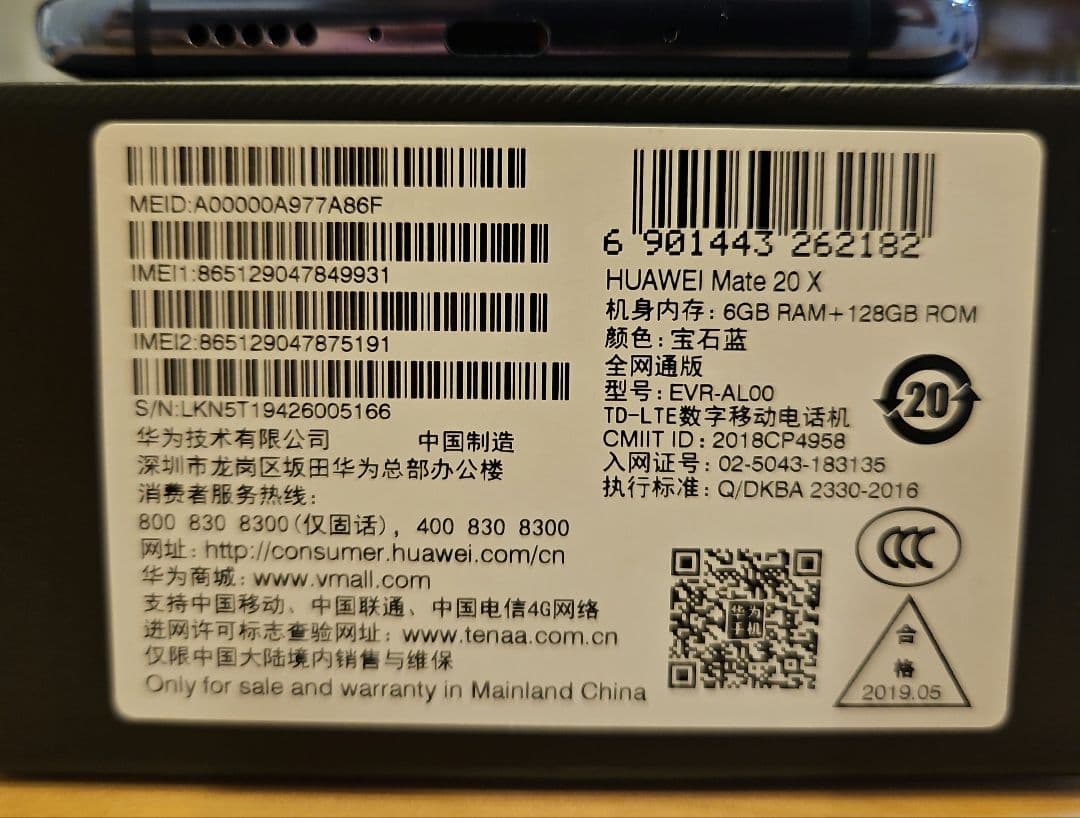 MEID:A00000A977A86F
IMEI1:865129047849931
IMEI2:865129047875191
S/N:LKN5T19426005166
华为技术有限公司 中国制造
深圳市龙岗区坂田华为总部办公楼
消费者服务热线:
800 830 8300(仅固话), 400 830 8300
网址: http://consumer.huawei.com/cn
华为商城: www.vmall.com
支持中国移动、中国联通、中国电信4G网络
进网许可标志查验网址: www.tenaa.com.cn
仅限中国大陆境内销售与维保
Only for sale and warranty in Mainland China
6 901443 262182
HUAWEI Mate 20 X
机身内存: 6GB RAM+128GB ROM
颜色: 宝石蓝
全网通版
型号: EVR-AL00
TD-LTE数字移动电话机
CMIIT ID: 2018CP4958
入网证号: 02-5043-183135
执行标准: Q/DKBA 2330-2016
20
CCC
华为
合
格
2019.05